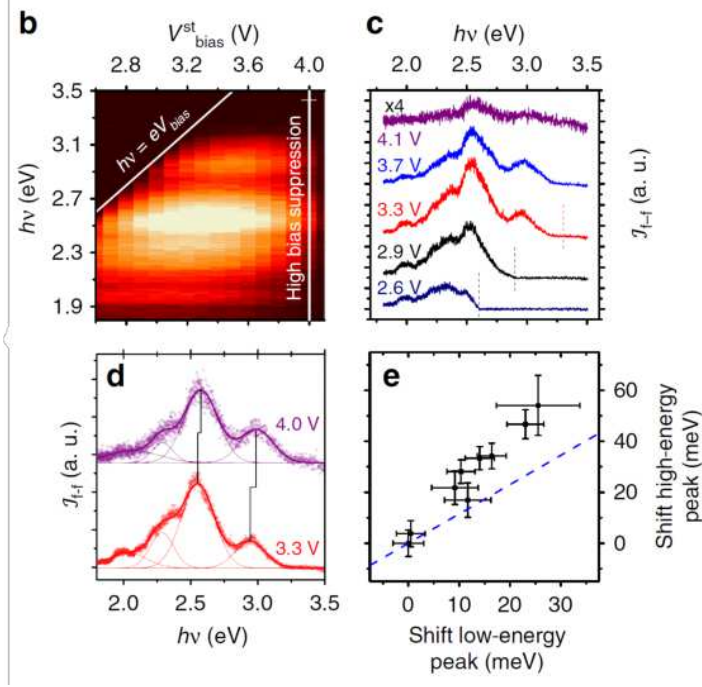 b
V^st_bias (V)
2.8 3.2 3.6 4.0
3.5
3.1
2.7
2.3
1.9
hν (eV)
hν = eV_bias
High bias suppression
c
hν (eV)
2.0 2.5 3.0 3.5
x4
4.1 V
3.7 V
3.3 V
2.9 V
2.6 V
ℐ_f–f (a. u.)
d
ℐ_f-f (a. u.)
4.0 V
3.3 V
2.0 2.5 3.0 3.5
hν (eV)
e
60
40
20
0
Shift high-energy
peak (meV)
0 10 20 30
Shift low-energy
peak (meV)